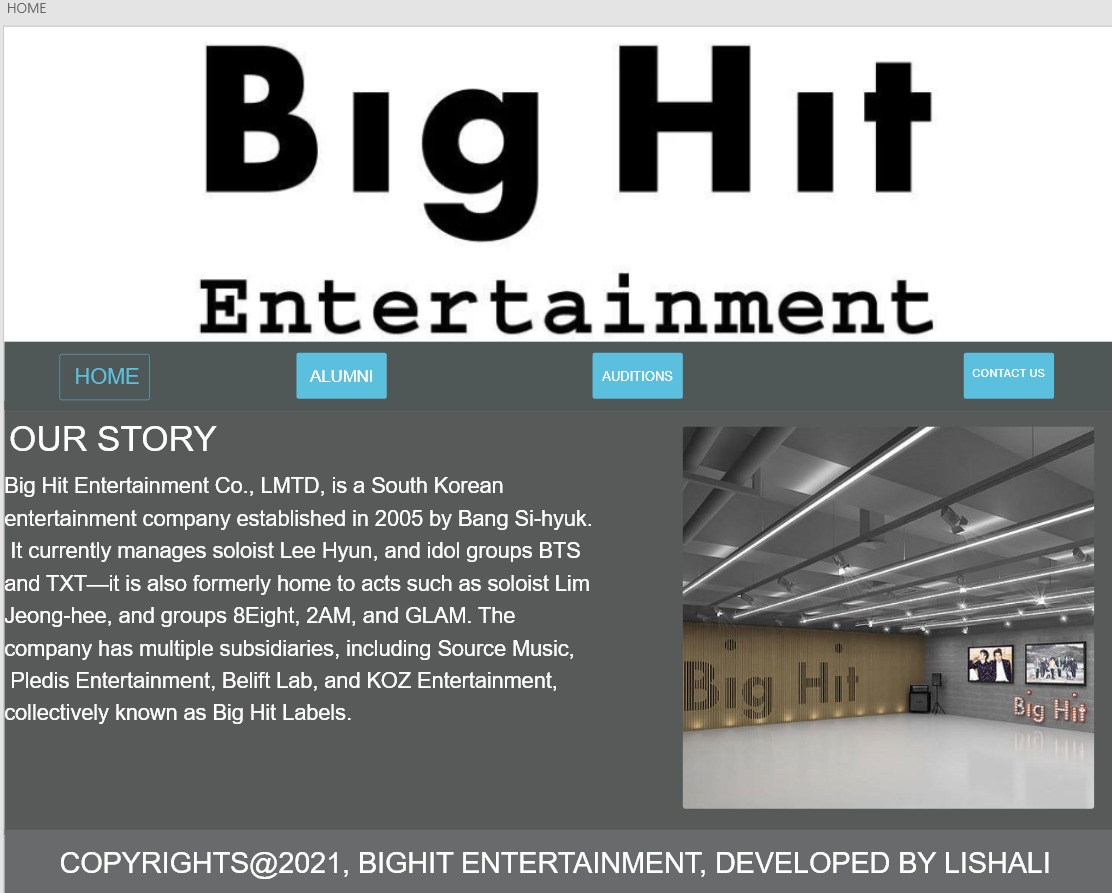 HOME
Big Hit
Entertainment
HOME
ALUMNI
AUDITIONS
CONTACT US
OUR STORY
Big Hit Entertainment Co., LMTD, is a South Korean
entertainment company established in 2005 by Bang Si-hyuk.
It currently manages soloist Lee Hyun, and idol groups BTS
and TXT—it is also formerly home to acts such as soloist Lim
Jeong-hee, and groups 8Eight, 2AM, and GLAM. The
company has multiple subsidiaries, including Source Music,
Pledis Entertainment, Belift Lab, and KOZ Entertainment,
collectively known as Big Hit Labels.
Big Hit
Big Hit
COPYRIGHTS@2021, BIGHIT ENTERTAINMENT, DEVELOPED BY LISHALI